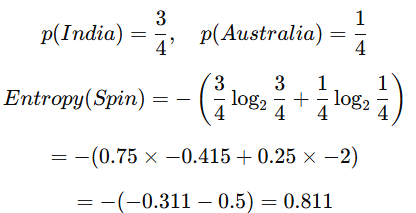 p(India) = 3/4, p(Australia) = 1/4
Entropy(Spin) = −(3/4 log₂ 3/4 + 1/4 log₂ 1/4)
= −(0.75 × −0.415 + 0.25 × −2)
= −(−0.311 − 0.5) = 0.811